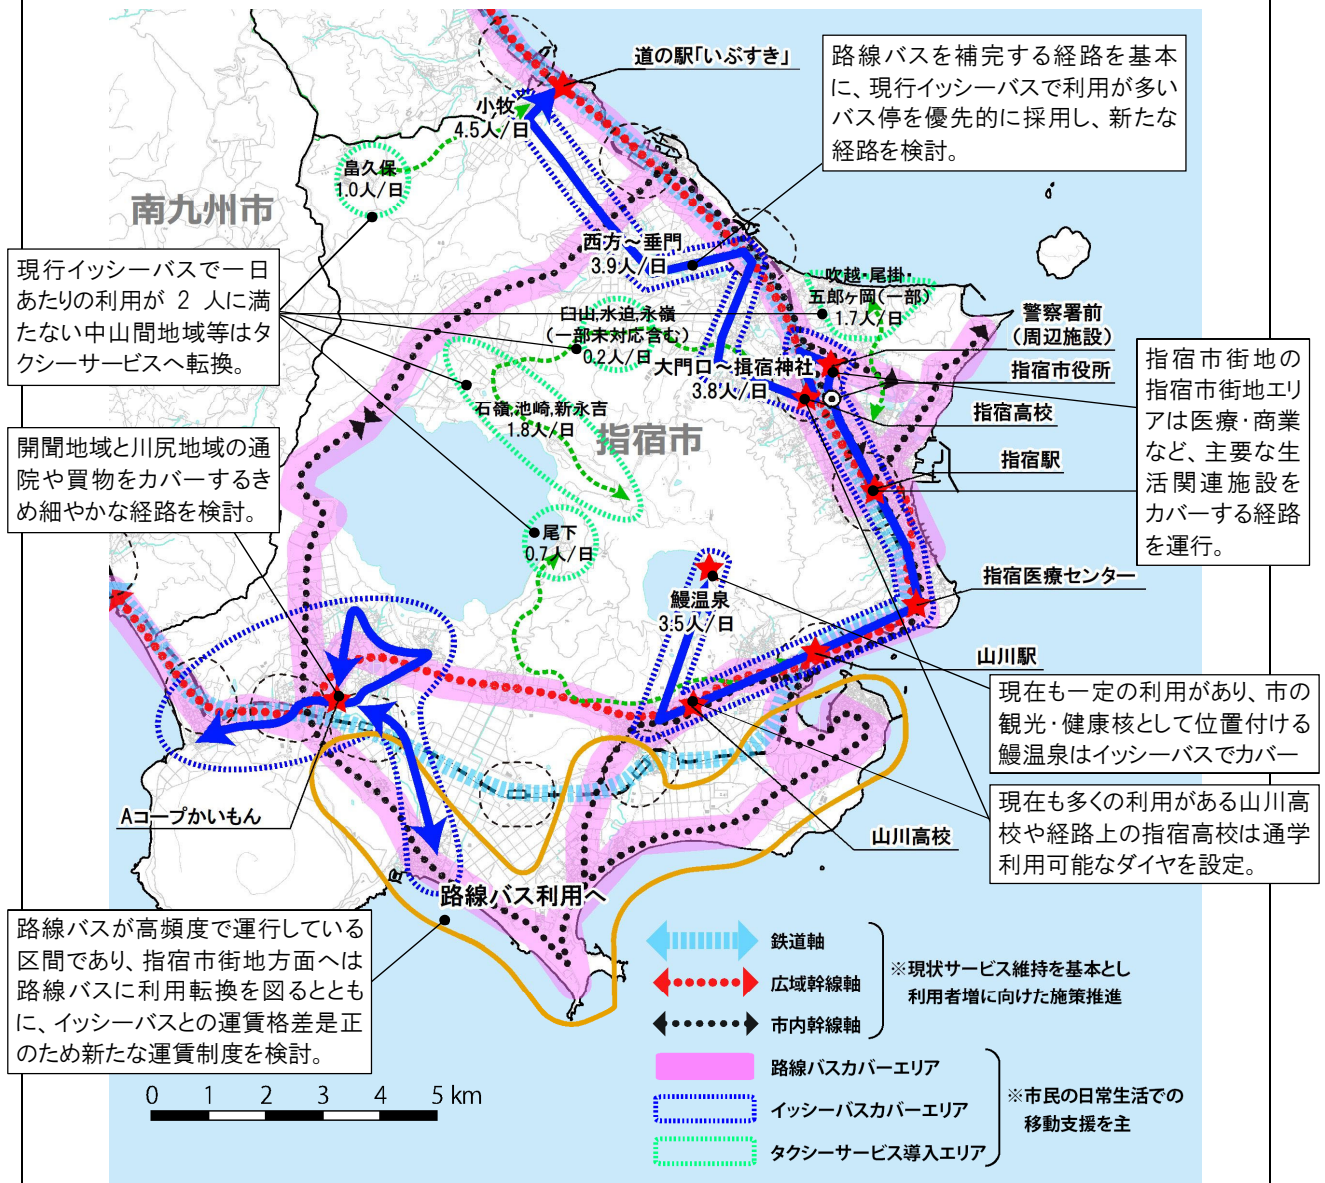 道の駅｢いぶすき｣
路線バスを補完する経路を基本
に、現行イッシーバスで利用が多い
バス停を優先的に採用し、新たな
経路を検討。
小牧
4.5人/日
畠久保
1.0人/日
南九州市
西方～垂門
3.9人/日
現行イッシーバスで一日
あたりの利用が 2 人に満
たない中山間地域等はタ
クシーサービスへ転換。
吹越・尾掛・
五郎ヶ岡(一部)
1.7人/日
臼山,水迫,永嶺
(一部未対応含む)
0.2人/日
警察署前
(周辺施設)
指宿市役所
大門口～揖宿神社
3.8人/日
指宿市街地の
指宿市街地エリ
アは医療・商業
など、主要な生
活関連施設を
カバーする経路
を運行。
石嶺,池崎,新永吉
1.8人/日
指宿高校
指宿市
指宿駅
開聞地域と川尻地域の通
院や買物をカバーするき
め細やかな経路を検討。
尾下
0.7人/日
指宿医療センター
鰻温泉
3.5人/日
山川駅
現在も一定の利用があり、市の
観光・健康核として位置付ける
鰻温泉はイッシーバスでカバー
現在も多くの利用がある山川高
校や経路上の指宿高校は通学
利用可能なダイヤを設定。
Aコープかいもん
山川高校
路線バス利用へ
路線バスが高頻度で運行している
区間であり、指宿市街地方面へは
路線バスに利用転換を図るととも
に、イッシーバスとの運賃格差是正
のため新たな運賃制度を検討。
鉄道軸
広域幹線軸
市内幹線軸
※現状サービス維持を基本とし
利用者増に向けた施策推進
路線バスカバーエリア
イッシーバスカバーエリア
タクシーサービス導入エリア
※市民の日常生活での
移動支援を主
0 1 2 3 4 5 km